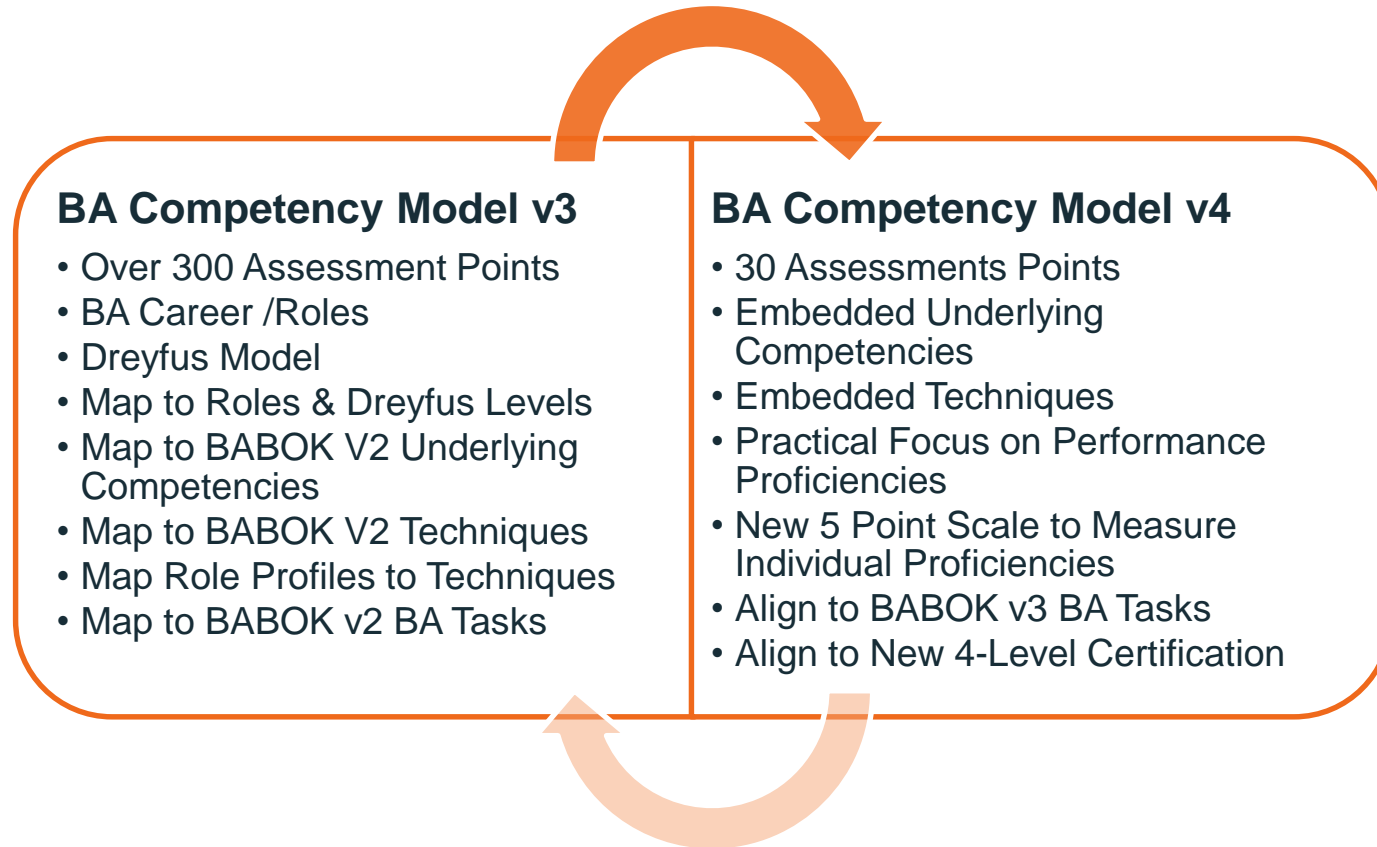 BA Competency Model v3
• Over 300 Assessment Points
• BA Career /Roles
• Dreyfus Model
• Map to Roles & Dreyfus Levels
• Map to BABOK V2 Underlying
Competencies
• Map to BABOK V2 Techniques
• Map Role Profiles to Techniques
• Map to BABOK v2 BA Tasks
BA Competency Model v4
• 30 Assessments Points
• Embedded Underlying
Competencies
• Embedded Techniques
• Practical Focus on Performance
Proficiencies
• New 5 Point Scale to Measure
Individual Proficiencies
• Align to BABOK v3 BA Tasks
• Align to New 4-Level Certification